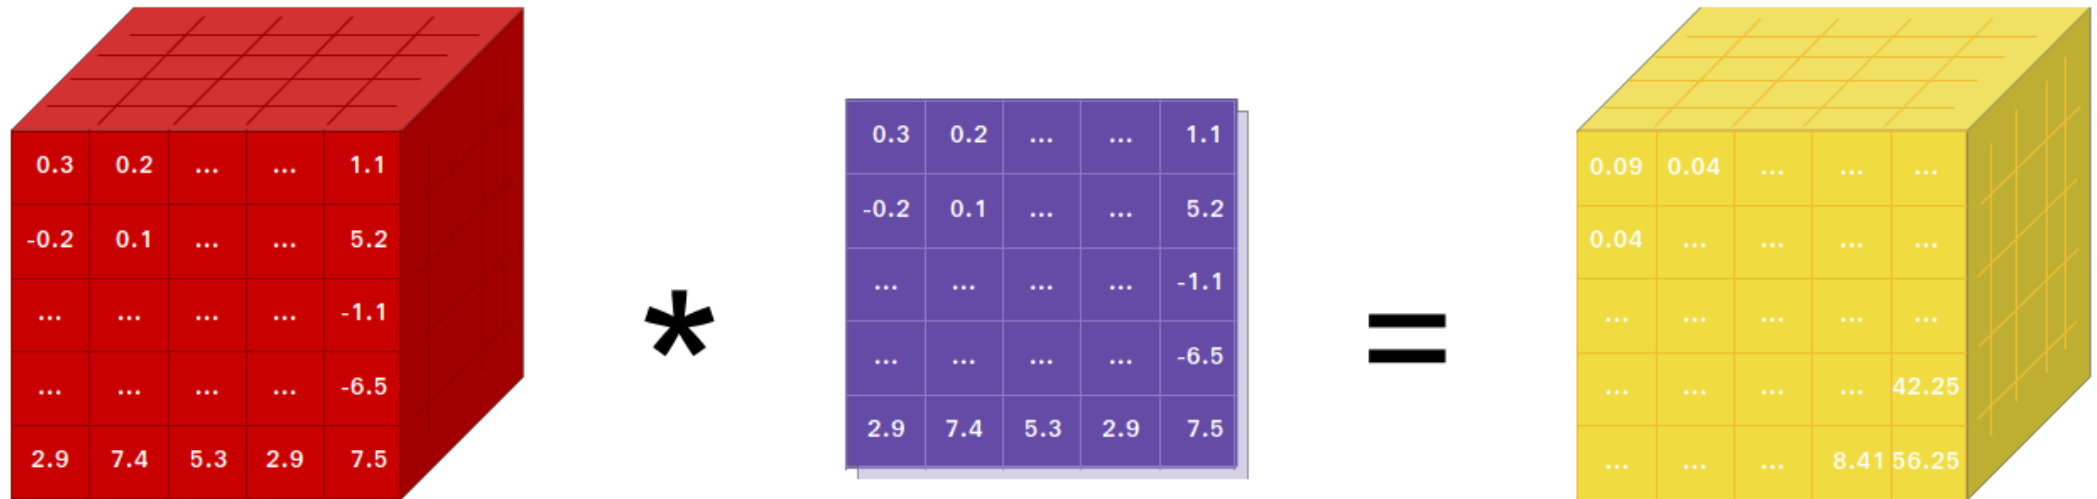 0.3 0.2 ... ... 1.1
-0.2 0.1 ... ... 5.2
... ... ... ... -1.1
... ... ... ... -6.5
2.9 7.4 5.3 2.9 7.5
*
0.3 0.2 ... ... 1.1
-0.2 0.1 ... ... 5.2
... ... ... ... -1.1
... ... ... ... -6.5
2.9 7.4 5.3 2.9 7.5
=
0.09 0.04 ... ... ...
0.04 ... ... ... ...
... ... ... ... ...
... ... ... ... 42.25
... ... ... 8.41 56.25